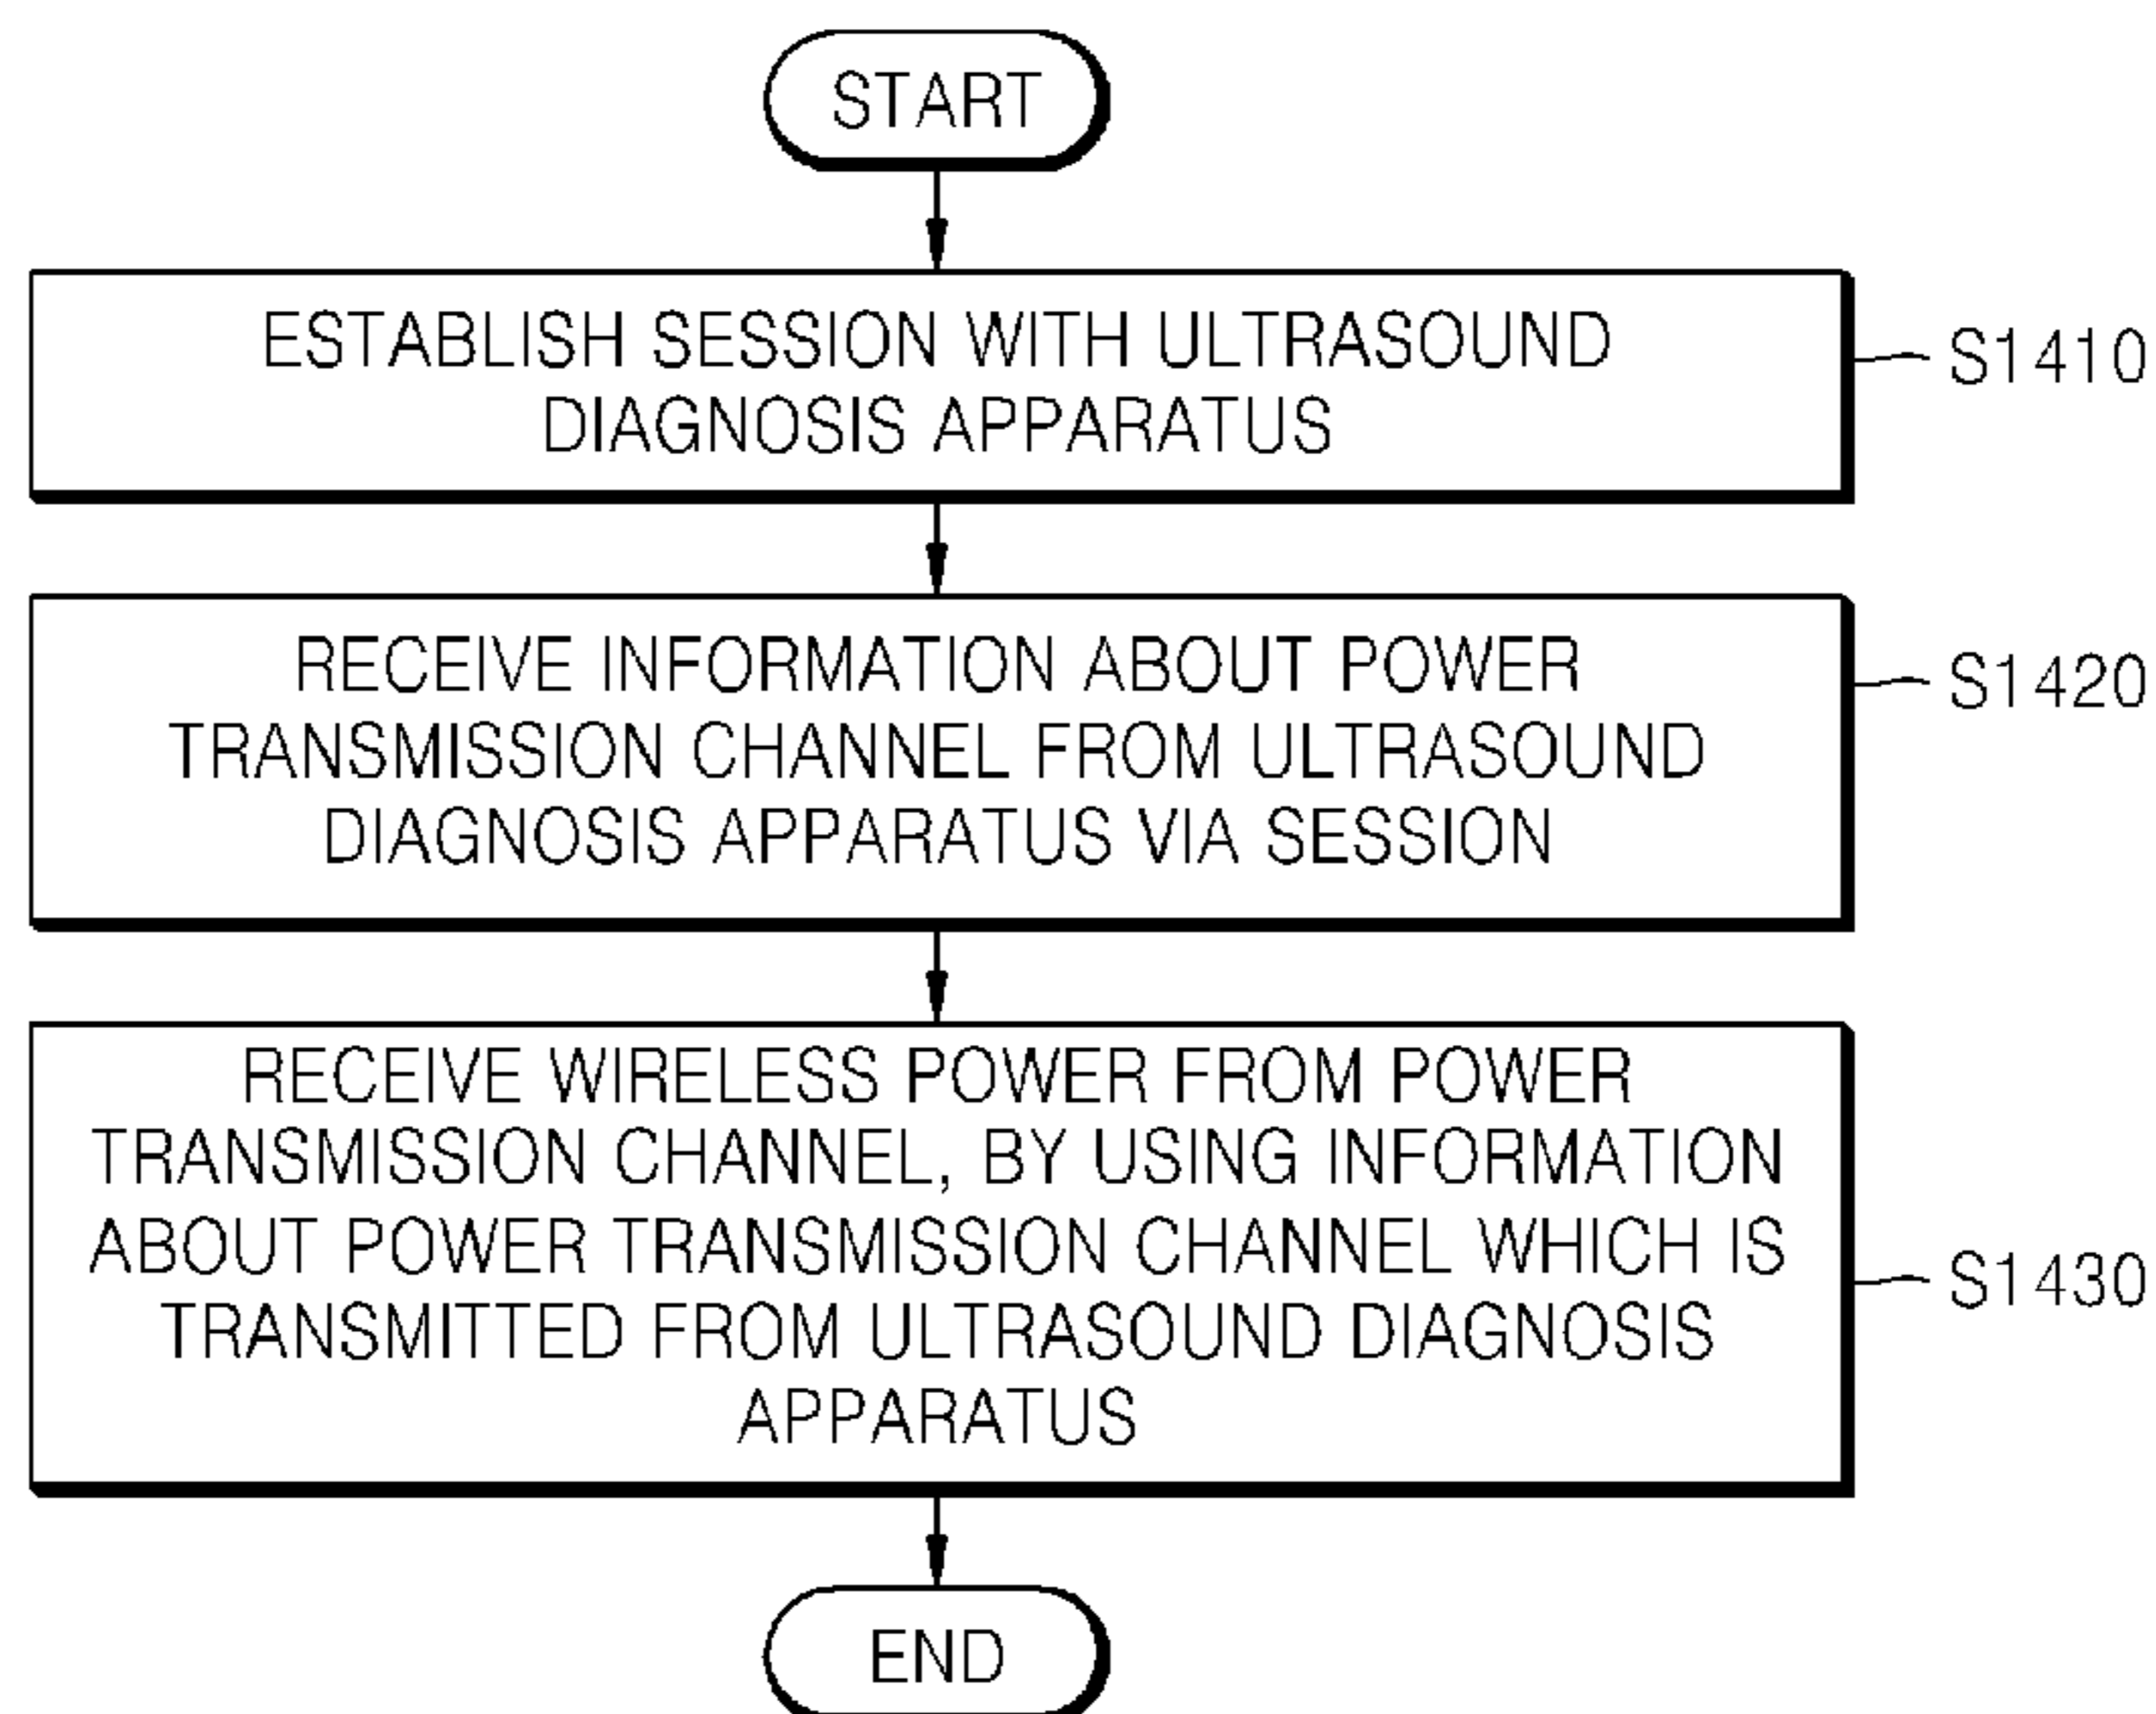 START
ESTABLISH SESSION WITH ULTRASOUND
DIAGNOSIS APPARATUS
S1410
RECEIVE INFORMATION ABOUT POWER
TRANSMISSION CHANNEL FROM ULTRASOUND
DIAGNOSIS APPARATUS VIA SESSION
S1420
RECEIVE WIRELESS POWER FROM POWER
TRANSMISSION CHANNEL, BY USING INFORMATION
ABOUT POWER TRANSMISSION CHANNEL WHICH IS
TRANSMITTED FROM ULTRASOUND DIAGNOSIS
APPARATUS
S1430
END